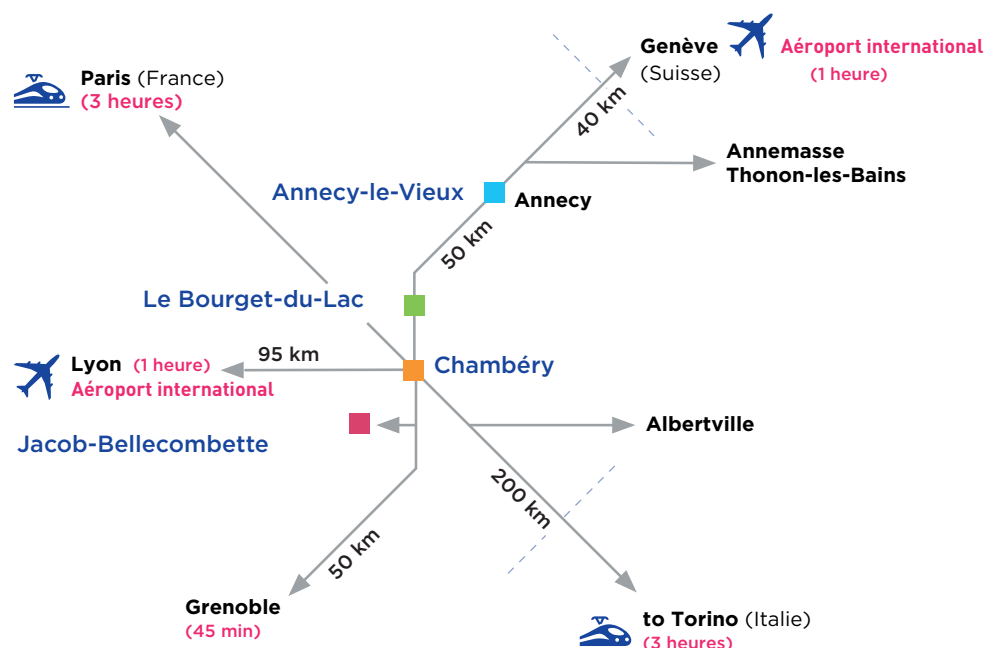 Genève
(Suisse)
Aéroport international
(1 heure)
Paris (France)
(3 heures)
40 km
Annemasse
Thonon-les-Bains
Annecy-le-Vieux
Annecy
50 km
Le Bourget-du-Lac
95 km
Lyon (1 heure)
Aéroport international
Chambéry
Jacob-Bellecombette
Albertville
200 km
50 km
Grenoble
(45 min)
to Torino (Italie)
(3 heures)